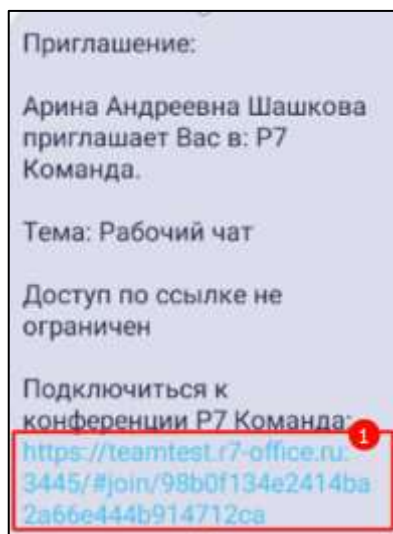 Приглашение:
Арина Андреевна Шашкова
приглашает Вас в: Р7
Команда.
Тема: Рабочий чат
Доступ по ссылке не
ограничен
Подключиться к
конференции Р7 Команда:
1
https://teamtest.r7-office.ru:
3445/#join/98b0f134e2414ba
2a66e444b914712ca